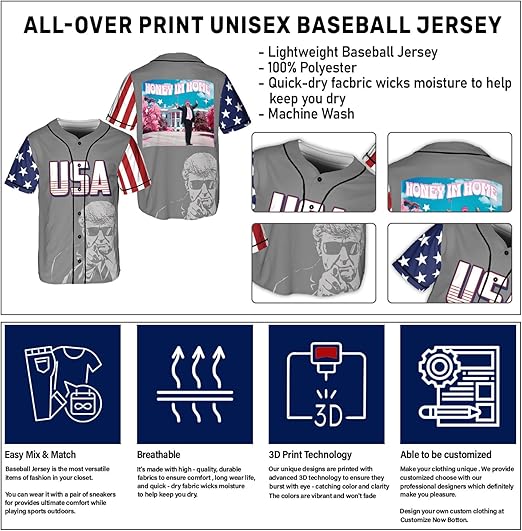 ALL-OVER PRINT UNISEX BASEBALL JERSEY
- Lightweight Baseball Jersey
- 100% Polyester
- Quick-dry facbric wicks moisture to help
keep you dry
- Machine Wash
HONEY IM HOME
USA
HONEY IM HOME
US
3D
Easy Mix & Match
Baseball Jersey is the most versatile
items of fashion in your closet.
You can wear it with a pair of sneakers
for provides ultimate comfort while
playing sports outdoors.
Breathable
It's made with high - quality, durable
fabrics to ensure comfort , long wear life,
and quick - dry fabric wicks moisture
to help keep you dry.
3D Print Technology
Our unique designs are printed with
advanced 3D technology to ensure they
burst with eye - catching color and clarity
The colors are vibrant and won't fade
Able to be customized
Make your clothing unique . We provide
customized choose with our
professional designers which definitely
make you pleasure.
Design your own custom clothing at
Customize Now Botton.